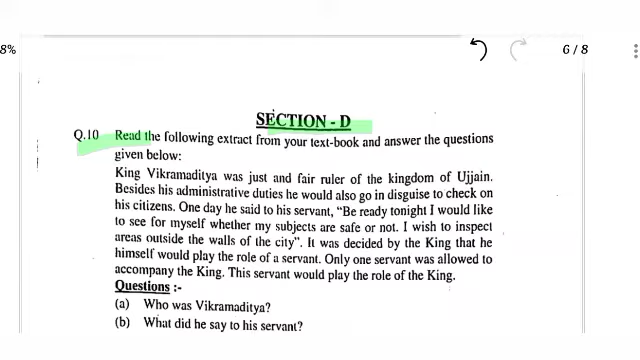 8%
6 / 8
SECTION - D
Q.10 Read the following extract from your text-book and answer the questions
given below:
King Vikramaditya was just and fair ruler of the kingdom of Ujjain.
Besides his administrative duties he would also go in disguise to check on
his citizens. One day he said to his servant, "Be ready tonight I would like
to see for myself whether my subjects are safe or not. I wish to inspect
areas outside the walls of the city". It was decided by the King that he
himself would play the role of a servant. Only one servant was allowed to
accompany the King. This servant would play the role of the King.
Questions :-
(a) Who was Vikramaditya?
(b) What did he say to his servant?